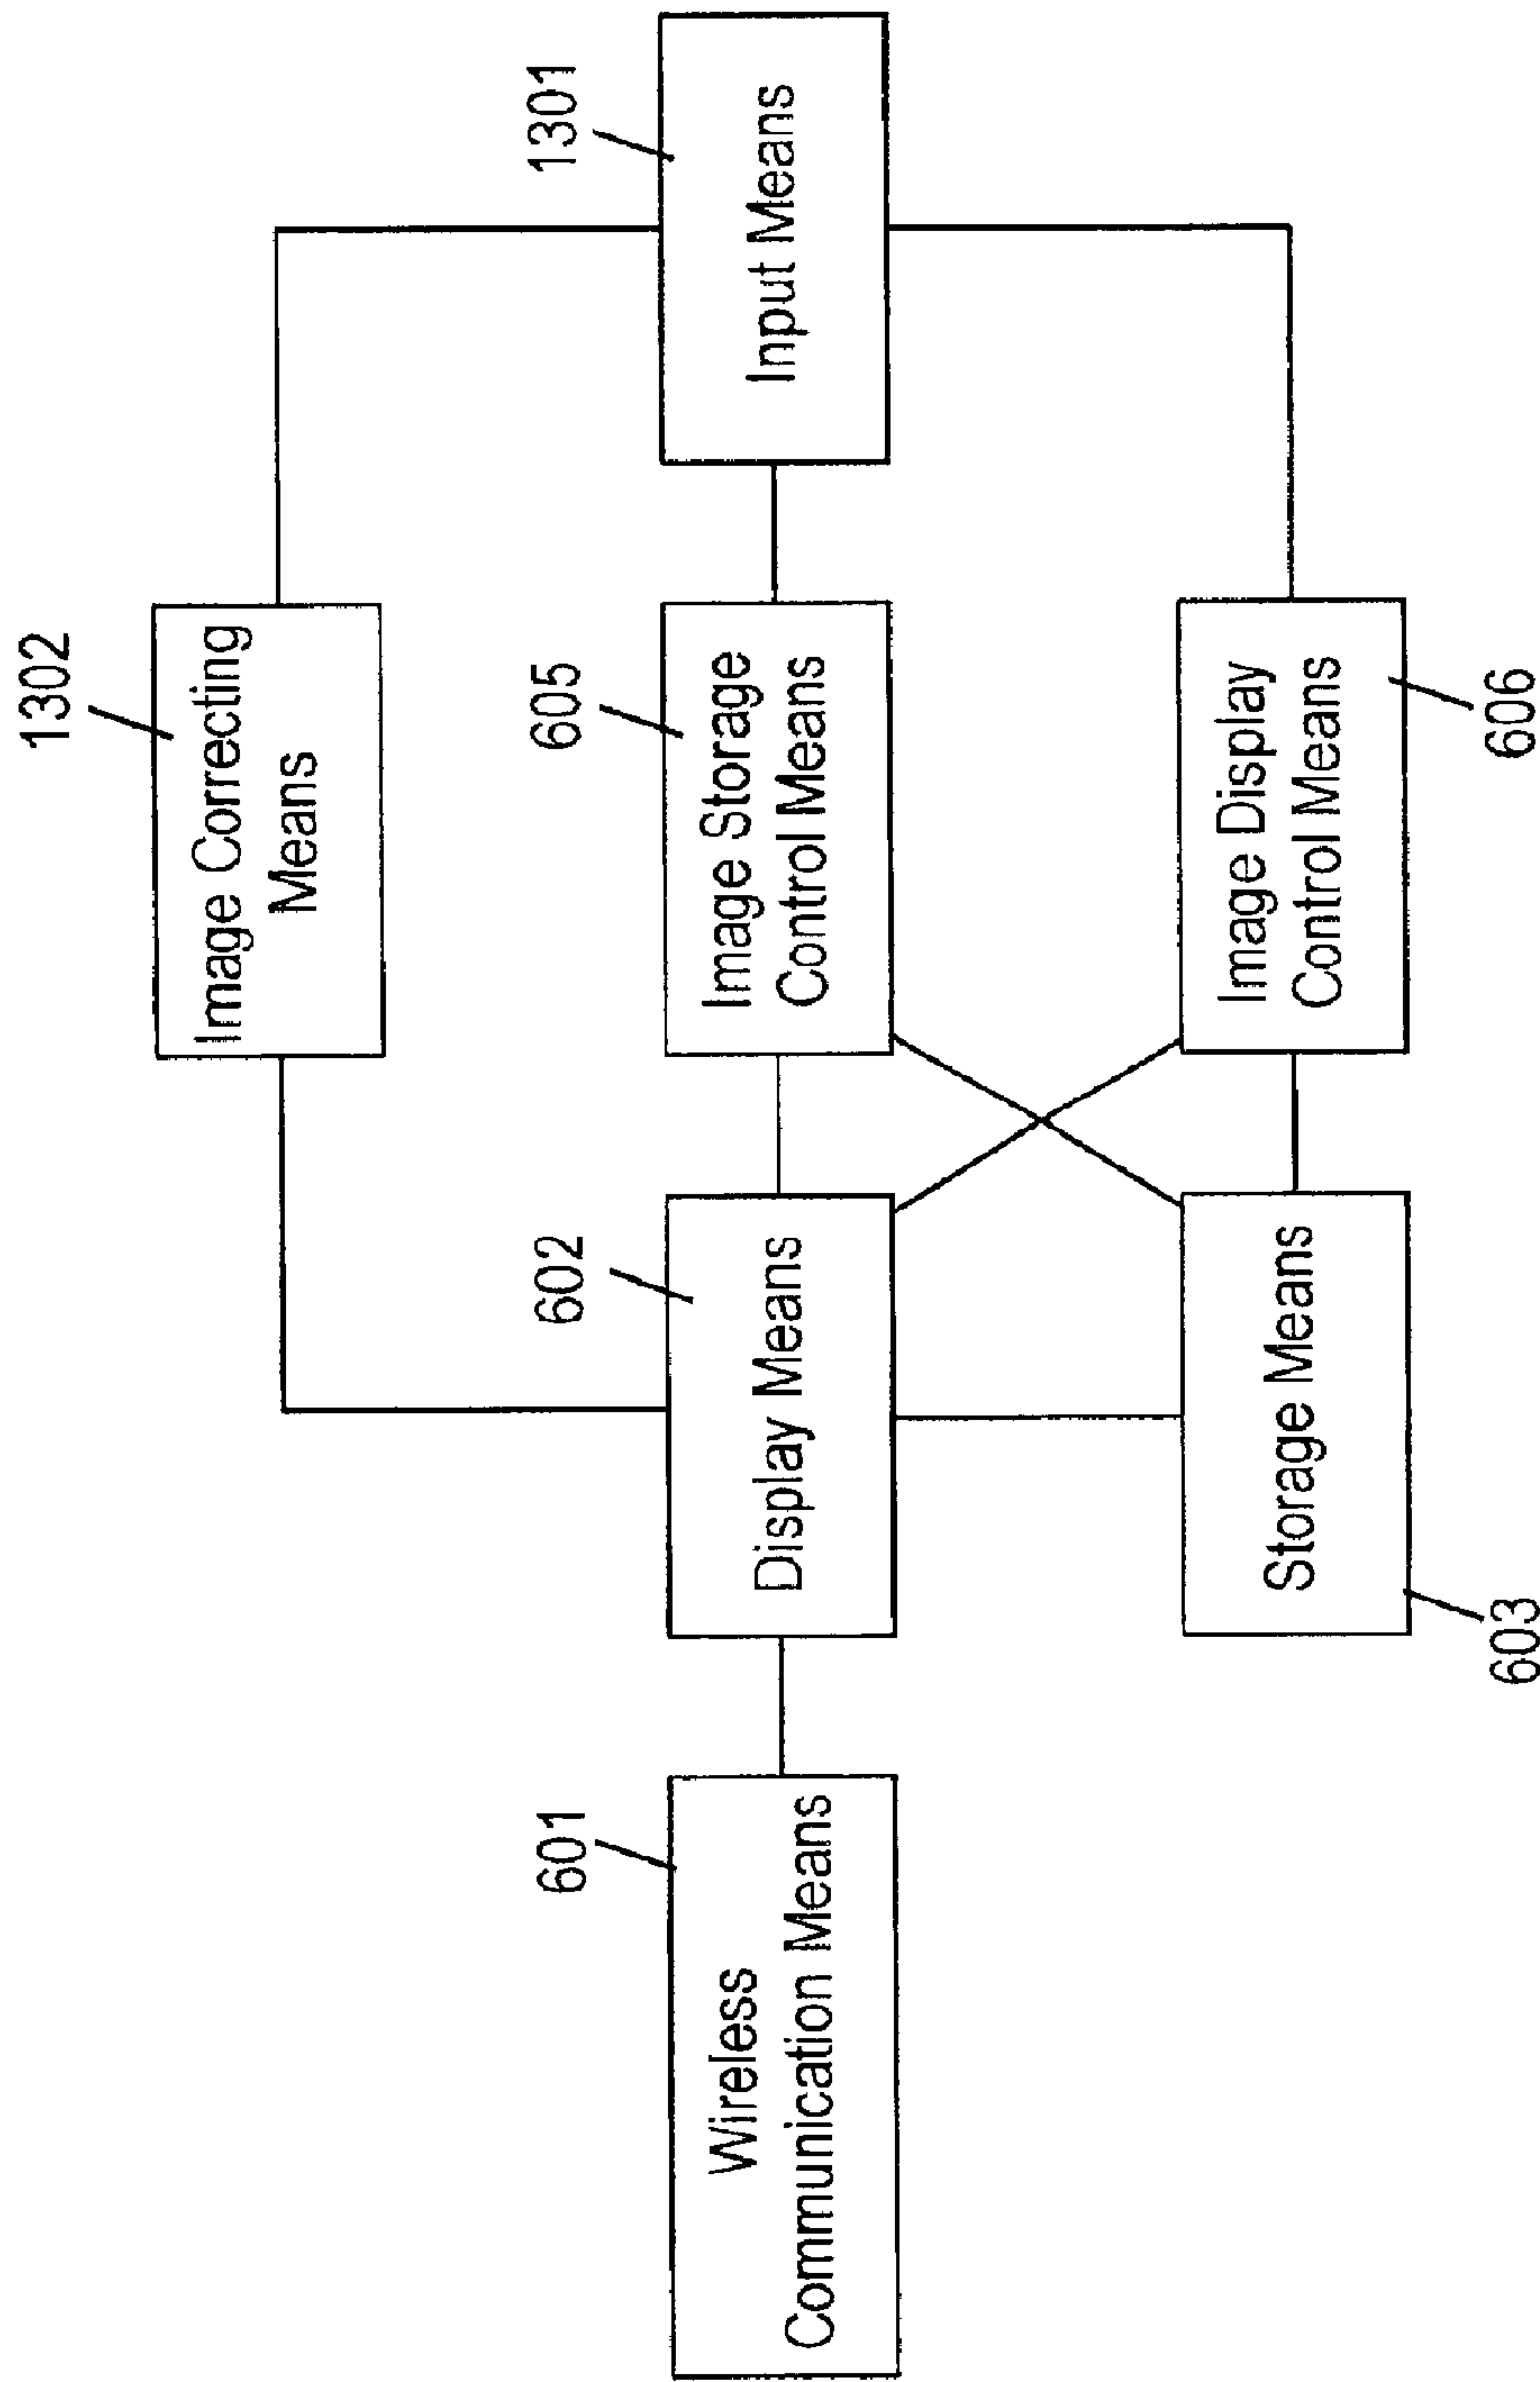 1302
Image Correcting
Means
601
Wireless
Communication Means
602
Display Means
605
Image Storage
Control Means
1301
Input Means
Storage Means
603
Image Display
Control Means
606